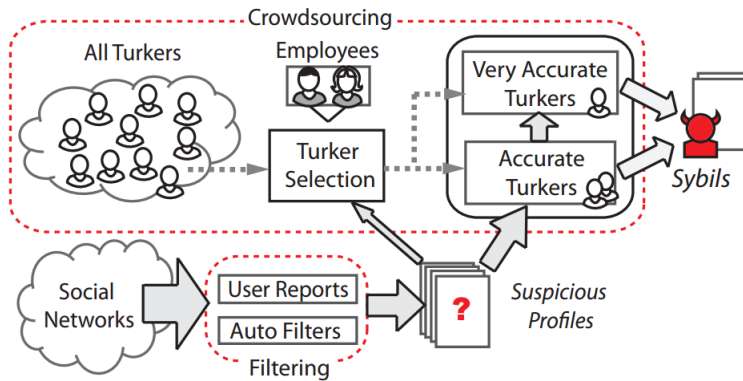 Crowdsourcing
All Turkers
Employees
Very Accurate
Turkers
Turker
Selection
Accurate
Turkers
Sybils
Social
Networks
User Reports
Auto Filters
Filtering
?
Suspicious
Profiles